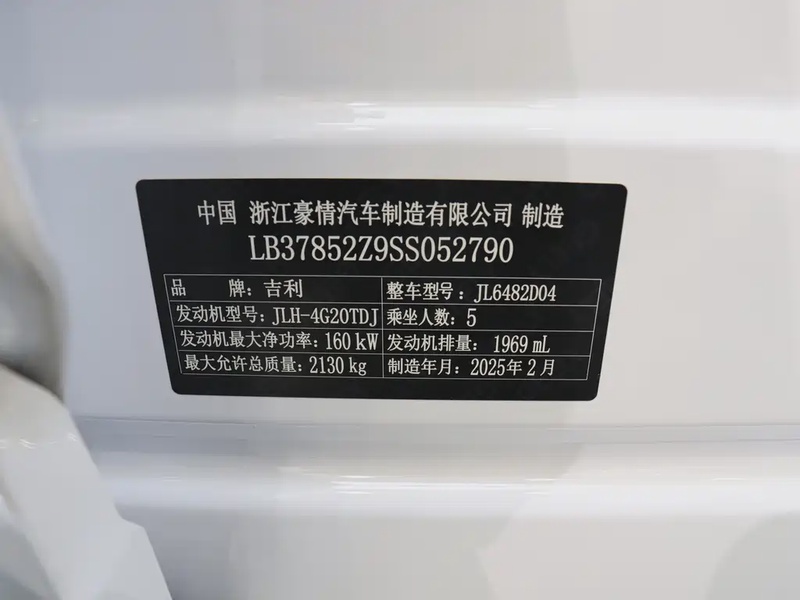 中国 浙江豪情汽车制造有限公司 制造
LB37852Z9SS052790
品 牌：吉利 整车型号：JL6482D04
发动机型号：JLH-4G20TDJ 乘坐人数：5
发动机最大净功率：160 kW 发动机排量：1969 mL
最大允许总质量：2130 kg 制造年月：2025年2月